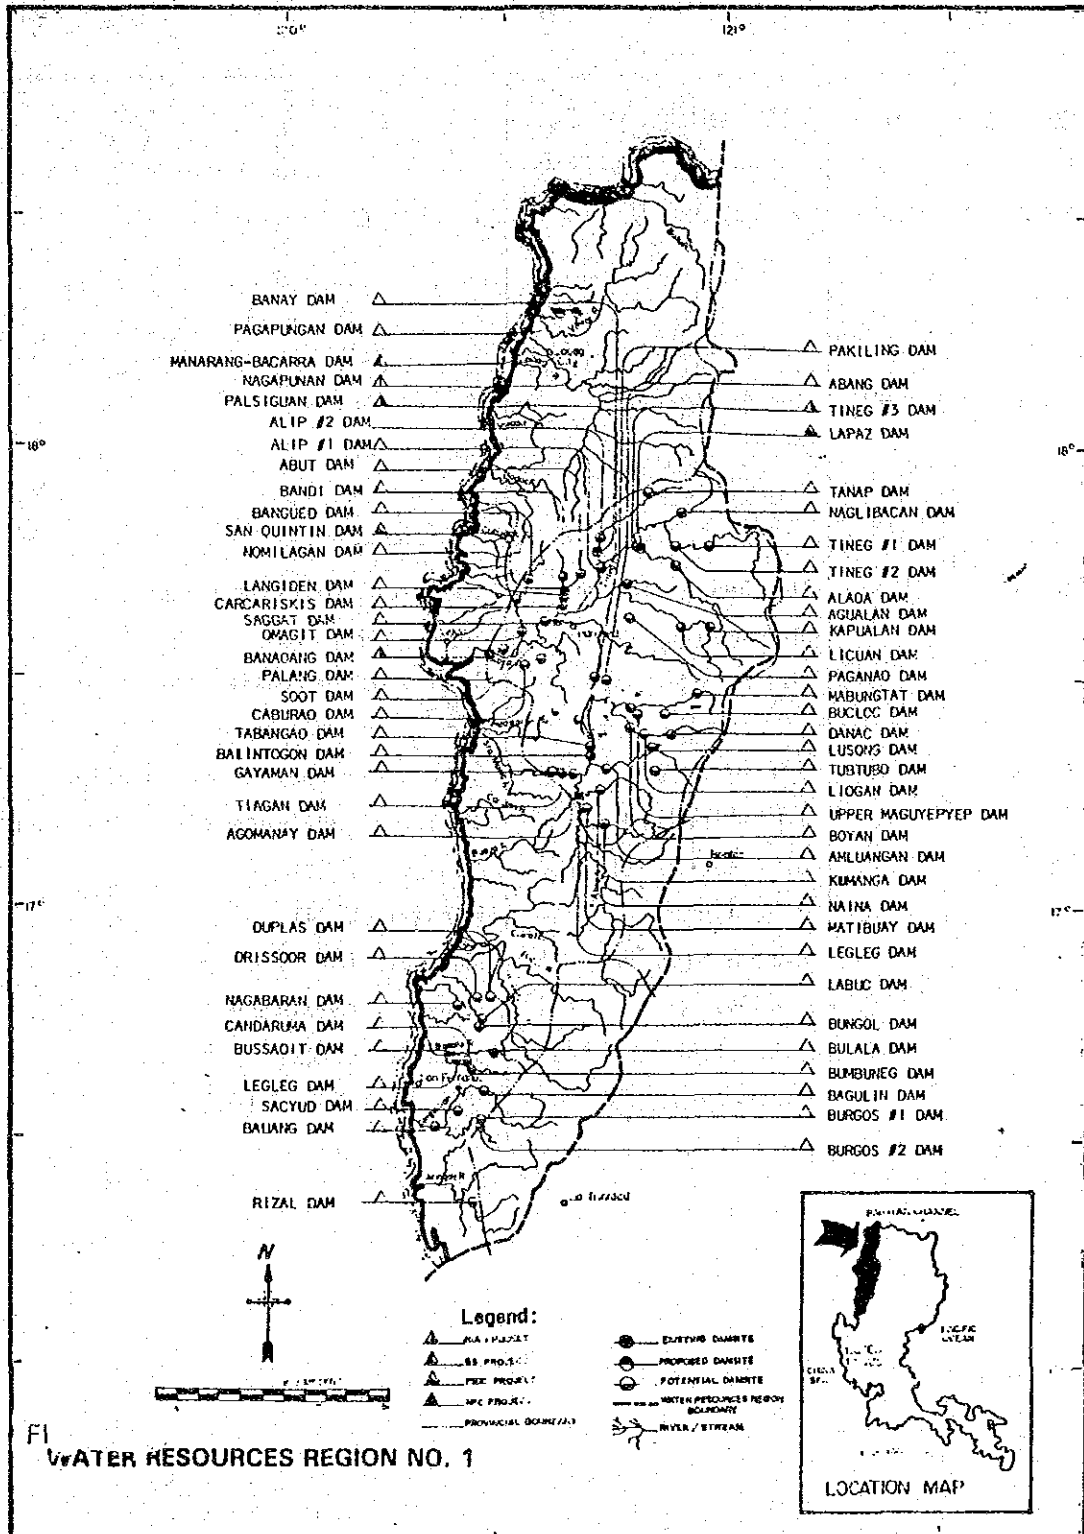 121°
BANAY DAM
PAGAPUNGAN DAM
MANARANG-BACARRA DAM
NAGAPUNAN DAM
PALSIGUAN DAM
ALIP #2 DAM
18°
ALIP #1 DAM
ABUT DAM
BANDI DAM
BANGUED DAM
SAN QUINTIN DAM
NOMILAGAN DAM
LANGIDEN DAM
CARCARISKIS DAM
SAGGAT DAM
OMAGIT DAM
BANAOANG DAM
PALANG DAM
SOOT DAM
CABURAO DAM
TABANGAO DAM
BALINTOGON DAM
GAYAMAN DAM
TIAGAN DAM
AGOMANAY DAM
17°
DUPLAS DAM
DRISSOOR DAM
NAGABARAN DAM
CANDARUMA DAM
BUSSAOIT DAM
LEGLEG DAM
SACYUD DAM
BAUANG DAM
RIZAL DAM
PAKILING DAM
ABANG DAM
TINEG #3 DAM
LAPAZ DAM
18°
TANAP DAM
NAGLIBACAN DAM
TINEG #1 DAM
TINEG #2 DAM
ALAOA DAM
AGUALAN DAM
KAPUALAN DAM
LICUAN DAM
PAGANAO DAM
MABUNGTAT DAM
BUCLOC DAM
DANAC DAM
LUSONG DAM
TUBTUBO DAM
LIOGAN DAM
UPPER MAGUYEPYEP DAM
BOYAN DAM
AMLUANGAN DAM
KUMANGA DAM
NAINA DAM
17°
MATIBUAY DAM
LEGLEG DAM
LABUC DAM
BUNGOL DAM
BULALA DAM
BUMBUNEG DAM
BAGULIN DAM
BURGOS #1 DAM
BURGOS #2 DAM
N
Legend:
EXISTING DAMSITE
PROPOSED DAMSITE
POTENTIAL DAMSITE
WATER RESOURCES REGION
BOUNDARY
RIVER / STREAM
PROVINCIAL BOUNDARY
PACIFIC
OCEAN
LOCATION MAP
F1
WATER RESOURCES REGION NO. 1